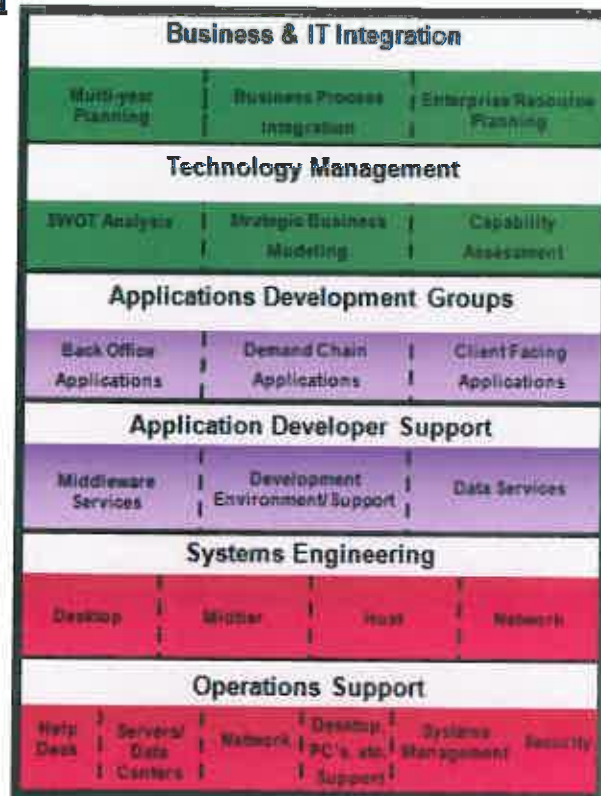 Business & IT Integration
Multi-year Business Process Enterprise Resource
Planning Integration Planning
Technology Management
SWOT Analysis Strategic Business Capability
Modeling Assessment
Applications Development Groups
Back Office Demand Chain Client Facing
Applications Applications Applications
Application Developer Support
Middleware Development Data Services
Services Environment/Support
Systems Engineering
Desktop Midtier Host Network
Operations Support
Help Servers/ Network Desktop, Systems Security
Desk Data PC's, etc. Management
Centers Support